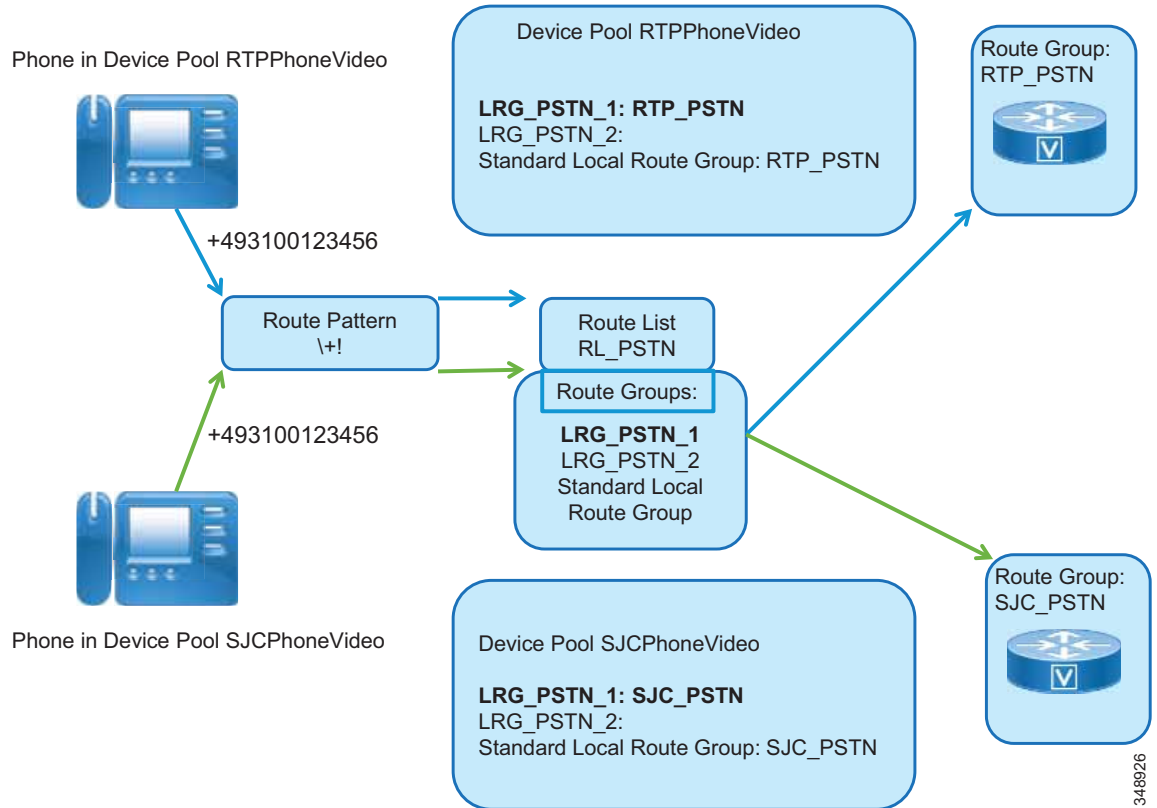 Phone in Device Pool RTPPhoneVideo
Device Pool RTPPhoneVideo
LRG_PSTN_1: RTP_PSTN
LRG_PSTN_2:
Standard Local Route Group: RTP_PSTN
Route Group:
RTP_PSTN
V
+493100123456
Route Pattern
\+!
Route List
RL_PSTN
Route Groups:
LRG_PSTN_1
LRG_PSTN_2
Standard Local
Route Group
+493100123456
Phone in Device Pool SJCPhoneVideo
Device Pool SJCPhoneVideo
LRG_PSTN_1: SJC_PSTN
LRG_PSTN_2:
Standard Local Route Group: SJC_PSTN
Route Group:
SJC_PSTN
V
348926